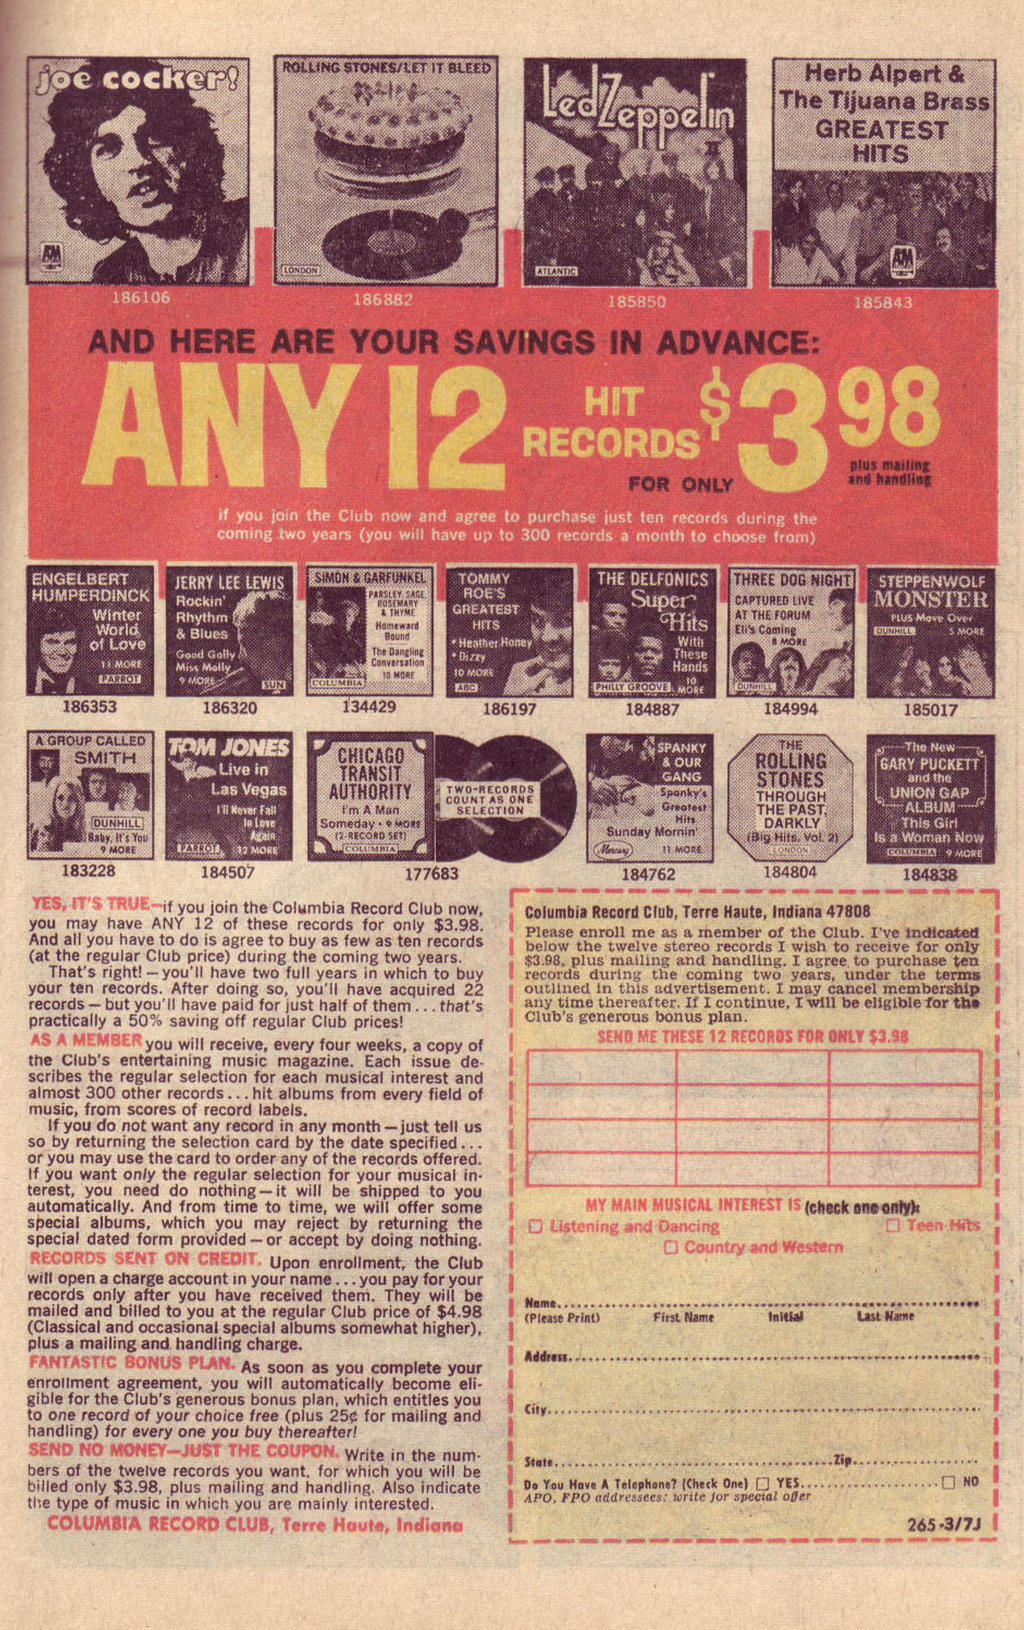 joe cocker!
A&M
186106
ROLLING STONES/LET IT BLEED
LONDON
186882
Led Zeppelin
II
ATLANTIC
185850
Herb Alpert &
The Tijuana Brass
GREATEST
HITS
A&M
185843
AND HERE ARE YOUR SAVINGS IN ADVANCE:
ANY 12 HIT RECORDS FOR ONLY $3.98
plus mailing
and handling
if you join the Club now and agree to purchase just ten records during the
coming two years (you will have up to 300 records a month to choose from)
ENGELBERT
HUMPERDINCK
Winter
World
of Love
11 MORE
PARROT
186353
JERRY LEE LEWIS
Rockin'
Rhythm
& Blues
Good Golly
Miss Molly
9 MORE
SUN
186320
SIMON & GARFUNKEL
PARSLEY, SAGE,
ROSEMARY
& THYME
Homeward
Bound
The Dangling
Conversation
10 MORE
COLUMBIA
134429
TOMMY
ROE'S
GREATEST
HITS
• Heather Honey
• Dizzy
10 MORE
ABC
186197
THE DELFONICS
Super
Hits
With
These
Hands
10
MORE
PHILLY GROOVE
184887
THREE DOG NIGHT
CAPTURED LIVE
AT THE FORUM
Eli's Coming
8 MORE
DUNHILL
184994
STEPPENWOLF
MONSTER
PLUS Move Over
DUNHILL 5 MORE
185017
A GROUP CALLED
SMITH
DUNHILL
Baby, It's You
9 MORE
183228
TOM JONES
Live in
Las Vegas
I'll Never Fall
In Love
Again
PARROT 12 MORE
184507
CHICAGO
TRANSIT
AUTHORITY
I'm A Man
Someday • 9 MORE
(2-RECORD SET)
COLUMBIA
TWO-RECORDS
COUNT AS ONE
SELECTION
177683
SPANKY
& OUR
GANG
Spanky's
Greatest
Hits
Sunday Mornin'
Mercury 11 MORE
184762
THE
ROLLING
STONES
THROUGH
THE PAST,
DARKLY
(Big Hits, Vol. 2)
LONDON
184804
The New
GARY PUCKETT
and the
UNION GAP
ALBUM
This Girl
Is a Woman Now
COLUMBIA 9 MORE
184838
YES, IT'S TRUE—if you join the Columbia Record Club now,
you may have ANY 12 of these records for only $3.98.
And all you have to do is agree to buy as few as ten records
(at the regular Club price) during the coming two years.
That's right! — you'll have two full years in which to buy
your ten records. After doing so, you'll have acquired 22
records — but you'll have paid for just half of them . . . that's
practically a 50% saving off regular Club prices!
AS A MEMBER you will receive, every four weeks, a copy of
the Club's entertaining music magazine. Each issue de-
scribes the regular selection for each musical interest and
almost 300 other records . . . hit albums from every field of
music, from scores of record labels.
If you do not want any record in any month — just tell us
so by returning the selection card by the date specified . . .
or you may use the card to order any of the records offered.
If you want only the regular selection for your musical in-
terest, you need do nothing — it will be shipped to you
automatically. And from time to time, we will offer some
special albums, which you may reject by returning the
special dated form provided — or accept by doing nothing.
RECORDS SENT ON CREDIT. Upon enrollment, the Club
will open a charge account in your name . . . you pay for your
records only after you have received them. They will be
mailed and billed to you at the regular Club price of $4.98
(Classical and occasional special albums somewhat higher),
plus a mailing and handling charge.
FANTASTIC BONUS PLAN. As soon as you complete your
enrollment agreement, you will automatically become eli-
gible for the Club's generous bonus plan, which entitles you
to one record of your choice free (plus 25¢ for mailing and
handling) for every one you buy thereafter!
SEND NO MONEY—JUST THE COUPON. Write in the num-
bers of the twelve records you want, for which you will be
billed only $3.98, plus mailing and handling. Also indicate
the type of music in which you are mainly interested.
COLUMBIA RECORD CLUB, Terre Haute, Indiana
Columbia Record Club, Terre Haute, Indiana 47808
Please enroll me as a member of the Club. I've indicated
below the twelve stereo records I wish to receive for only
$3.98, plus mailing and handling. I agree to purchase ten
records during the coming two years, under the terms
outlined in this advertisement. I may cancel membership
any time thereafter. If I continue, I will be eligible for the
Club's generous bonus plan.
SEND ME THESE 12 RECORDS FOR ONLY $3.98
MY MAIN MUSICAL INTEREST IS (check one only):
☐ Listening and Dancing ☐ Teen Hits
☐ Country and Western
Name
(Please Print) First Name Initial Last Name
Address
City
State Zip
Do You Have A Telephone? (Check One) ☐ YES ☐ NO
APO, FPO addressees: write for special offer
265-3/7J